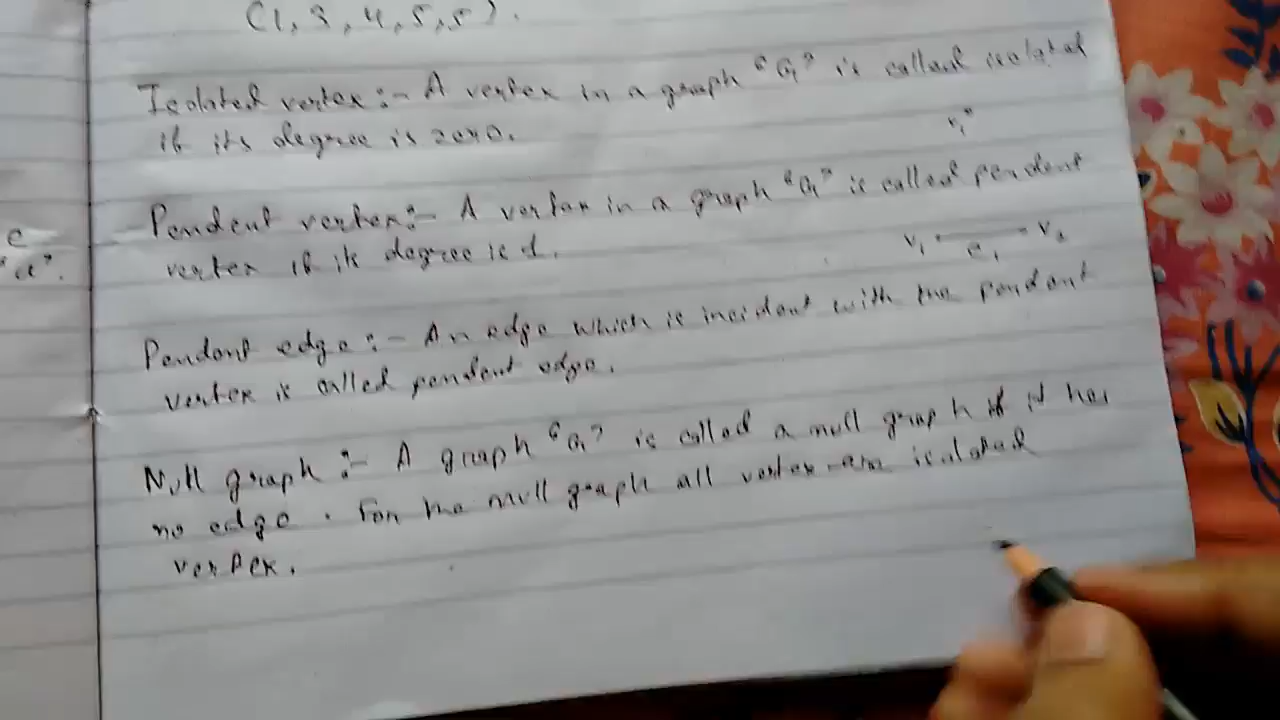 (1, 3, 4, 5, 5).
Isolated vertex :- A vertex in a graph "G" is called isolated
if its degree is zero.
v₁
Pendent vertex :- A vertex in a graph "G" is called pendent
vertex if its degree is 1.
v₁ e₁ v₂
Pendent edge :- An edge which is incident with the pendent
vertex is called pendent edge.
Null graph :- A graph "G" is called a null graph if it has
no edge. For the null graph all vertex are isolated
vertex.
e
"d".